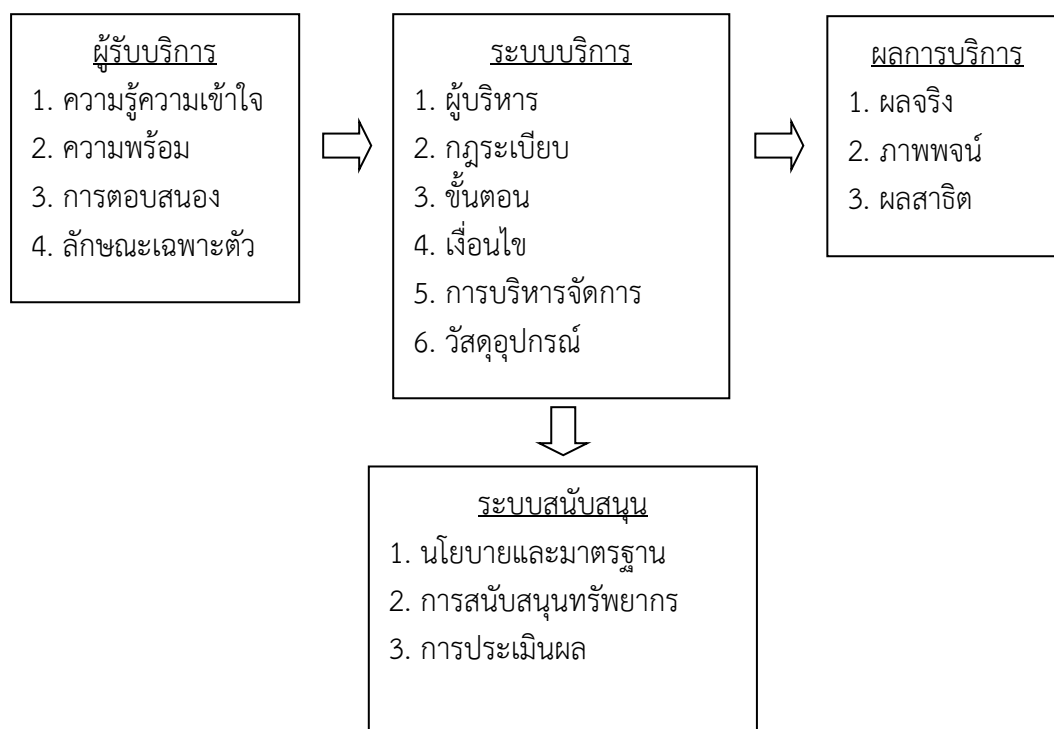 ผู้รับบริการ
1. ความรู้ความเข้าใจ
2. ความพร้อม
3. การตอบสนอง
4. ลักษณะเฉพาะตัว
ระบบบริการ
1. ผู้บริหาร
2. กฎระเบียบ
3. ขั้นตอน
4. เงื่อนไข
5. การบริหารจัดการ
6. วัสดุอุปกรณ์
ผลการบริการ
1. ผลจริง
2. ภาพพจน์
3. ผลสาธิต
ระบบสนับสนุน
1. นโยบายและมาตรฐาน
2. การสนับสนุนทรัพยากร
3. การประเมินผล